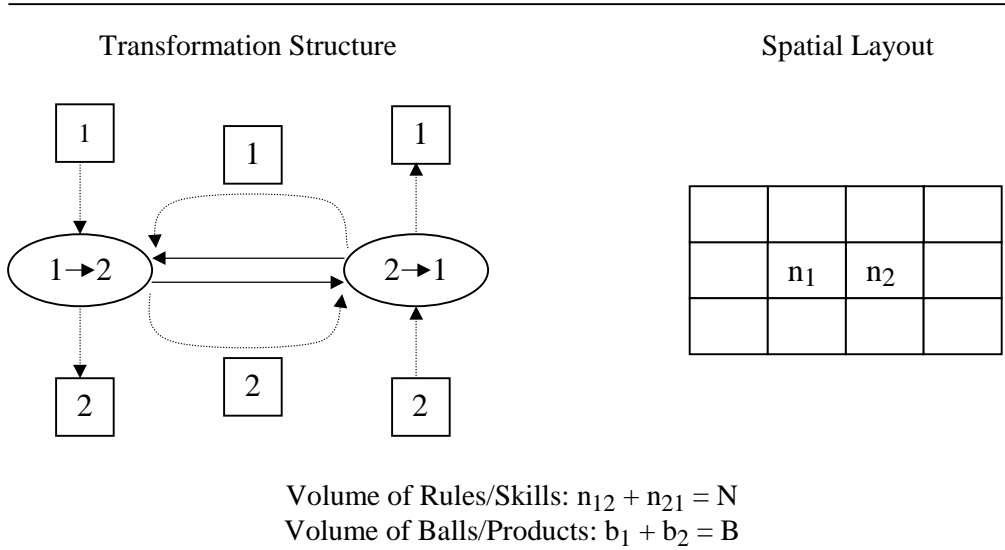 Transformation Structure
Spatial Layout
1
1
1
1→2
2→1
n₁
n₂
2
2
2
Volume of Rules/Skills: n₁₂ + n₂₁ = N
Volume of Balls/Products: b₁ + b₂ = B